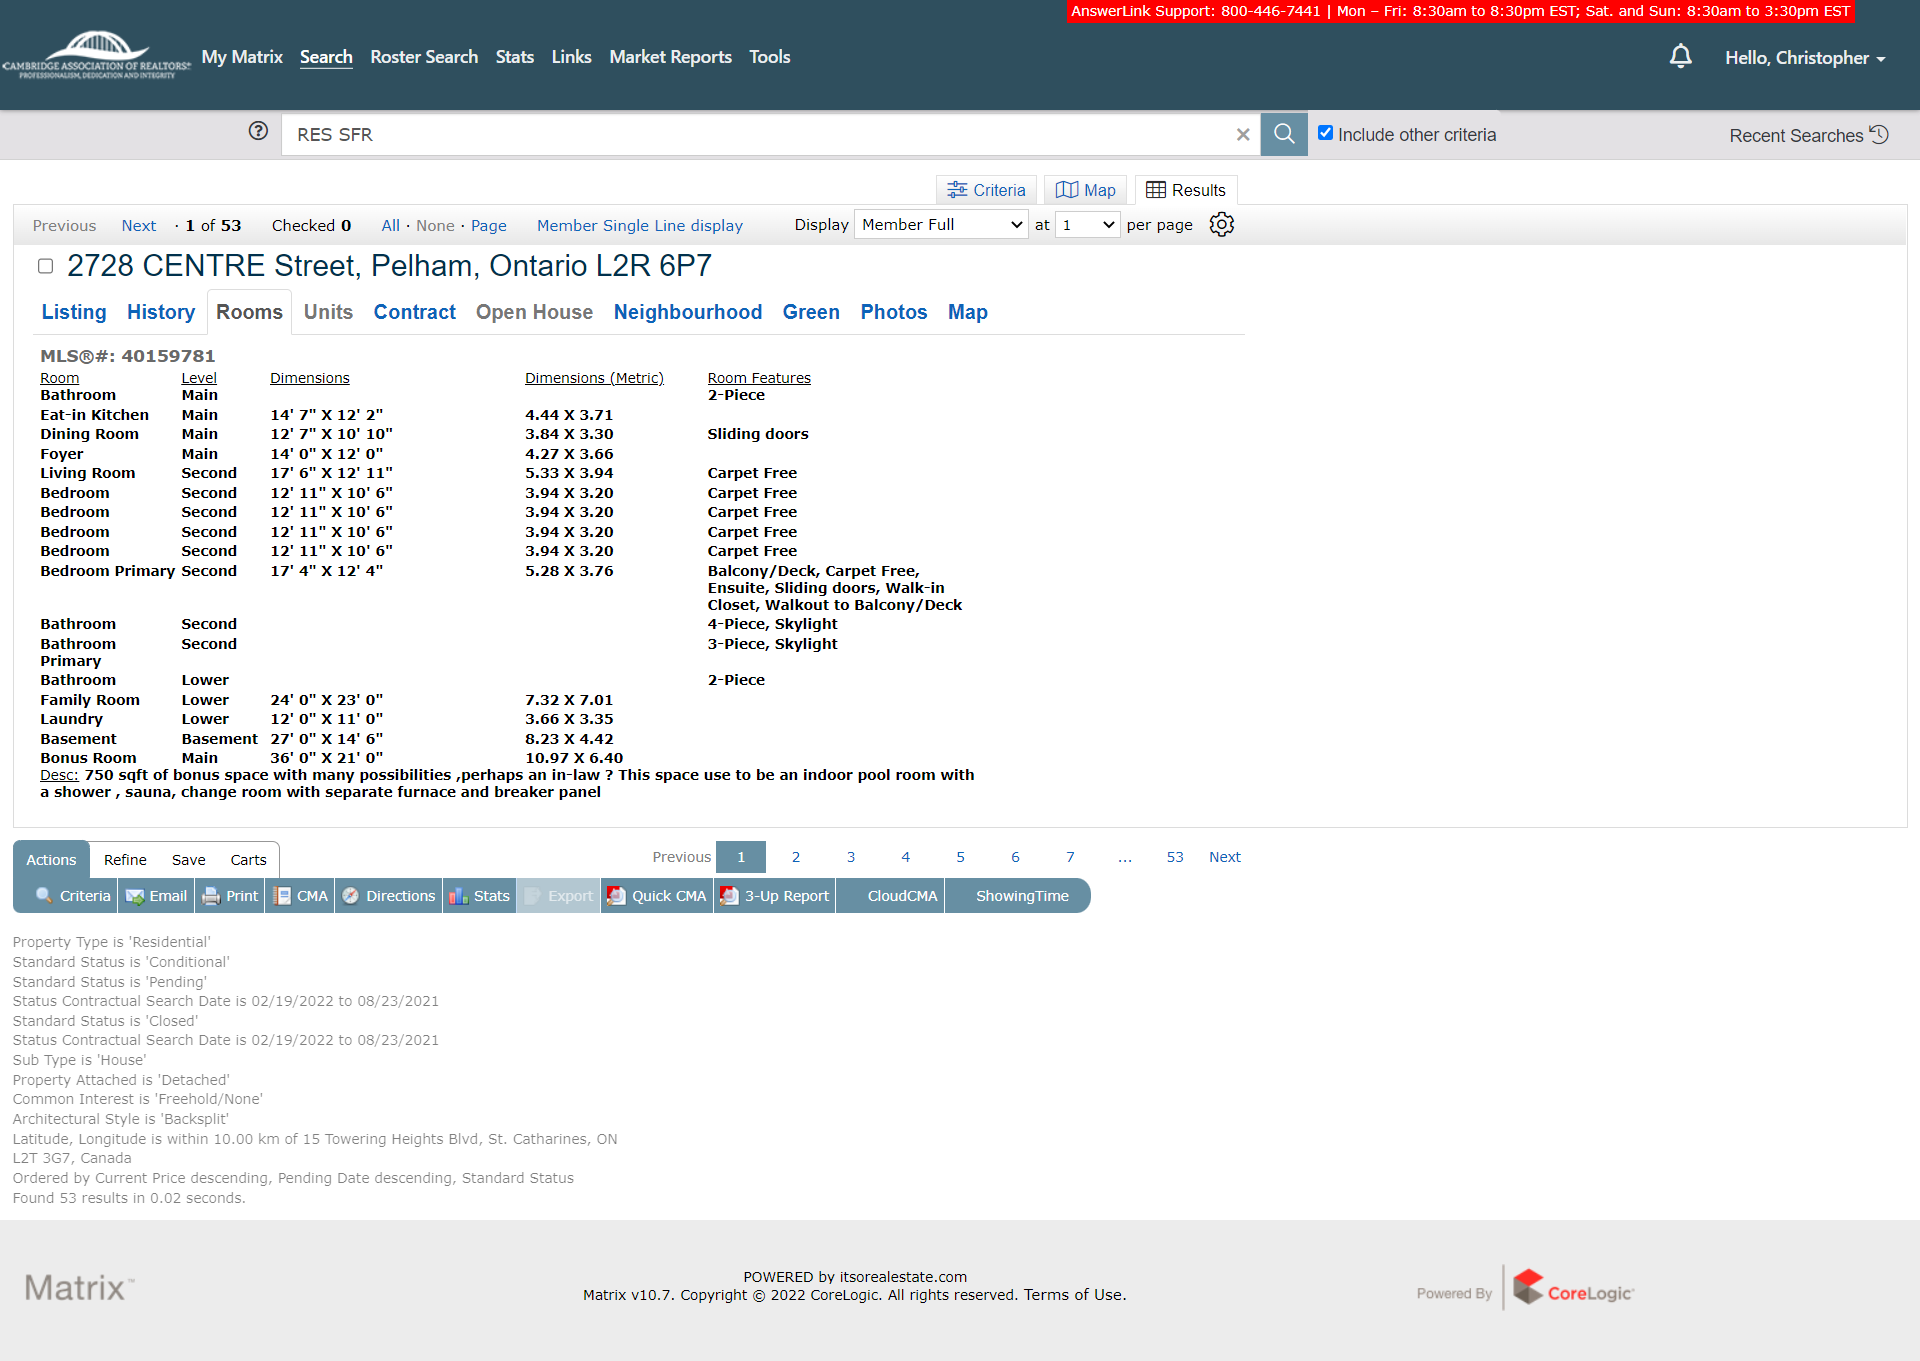 AnswerLink Support: 800-446-7441 | Mon – Fri: 8:30am to 8:30pm EST; Sat. and Sun: 8:30am to 3:30pm EST
CAMBRIDGE ASSOCIATION OF REALTORS®
PROFESSIONALISM, DEDICATION AND INTEGRITY
My Matrix Search Roster Search Stats Links Market Reports Tools
Hello, Christopher
RES SFR
Include other criteria
Recent Searches
Criteria Map Results
Previous Next · 1 of 53 Checked 0 All · None · Page Member Single Line display Display Member Full at 1 per page
2728 CENTRE Street, Pelham, Ontario L2R 6P7
Listing History Rooms Units Contract Open House Neighbourhood Green Photos Map
MLS®#: 40159781
Room Level Dimensions Dimensions (Metric) Room Features
Bathroom Main 2-Piece
Eat-in Kitchen Main 14' 7" X 12' 2" 4.44 X 3.71
Dining Room Main 12' 7" X 10' 10" 3.84 X 3.30 Sliding doors
Foyer Main 14' 0" X 12' 0" 4.27 X 3.66
Living Room Second 17' 6" X 12' 11" 5.33 X 3.94 Carpet Free
Bedroom Second 12' 11" X 10' 6" 3.94 X 3.20 Carpet Free
Bedroom Second 12' 11" X 10' 6" 3.94 X 3.20 Carpet Free
Bedroom Second 12' 11" X 10' 6" 3.94 X 3.20 Carpet Free
Bedroom Second 12' 11" X 10' 6" 3.94 X 3.20 Carpet Free
Bedroom Primary Second 17' 4" X 12' 4" 5.28 X 3.76 Balcony/Deck, Carpet Free,
Ensuite, Sliding doors, Walk-in
Closet, Walkout to Balcony/Deck
Bathroom Second 4-Piece, Skylight
Bathroom Second 3-Piece, Skylight
Primary
Bathroom Lower 2-Piece
Family Room Lower 24' 0" X 23' 0" 7.32 X 7.01
Laundry Lower 12' 0" X 11' 0" 3.66 X 3.35
Basement Basement 27' 0" X 14' 6" 8.23 X 4.42
Bonus Room Main 36' 0" X 21' 0" 10.97 X 6.40
Desc: 750 sqft of bonus space with many possibilities ,perhaps an in-law ? This space use to be an indoor pool room with
a shower , sauna, change room with separate furnace and breaker panel
Actions Refine Save Carts
Previous 1 2 3 4 5 6 7 ... 53 Next
Criteria Email Print CMA Directions Stats Export Quick CMA 3-Up Report CloudCMA ShowingTime
Property Type is 'Residential'
Standard Status is 'Conditional'
Standard Status is 'Pending'
Status Contractual Search Date is 02/19/2022 to 08/23/2021
Standard Status is 'Closed'
Status Contractual Search Date is 02/19/2022 to 08/23/2021
Sub Type is 'House'
Property Attached is 'Detached'
Common Interest is 'Freehold/None'
Architectural Style is 'Backsplit'
Latitude, Longitude is within 10.00 km of 15 Towering Heights Blvd, St. Catharines, ON
L2T 3G7, Canada
Ordered by Current Price descending, Pending Date descending, Standard Status
Found 53 results in 0.02 seconds.
Matrix™
POWERED by itsorealestate.com
Matrix v10.7. Copyright © 2022 CoreLogic. All rights reserved. Terms of Use.
Powered By CoreLogic